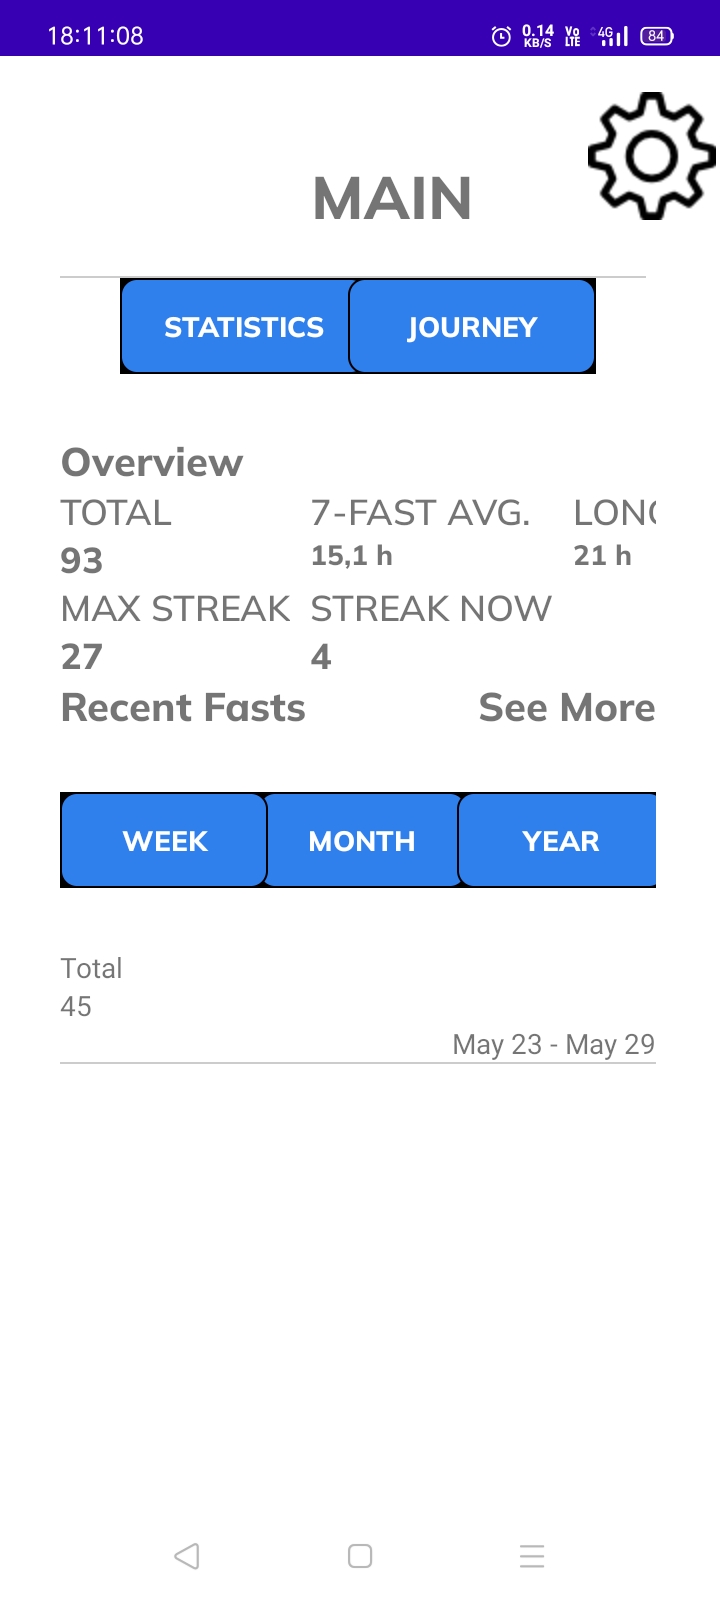 18:11:08 0.14 KB/S Vo LTE 4G 84
MAIN
STATISTICS JOURNEY
Overview
TOTAL 7-FAST AVG. LONG
93 15,1 h 21 h
MAX STREAK STREAK NOW
27 4
Recent Fasts See More
WEEK MONTH YEAR
Total
45
May 23 - May 29